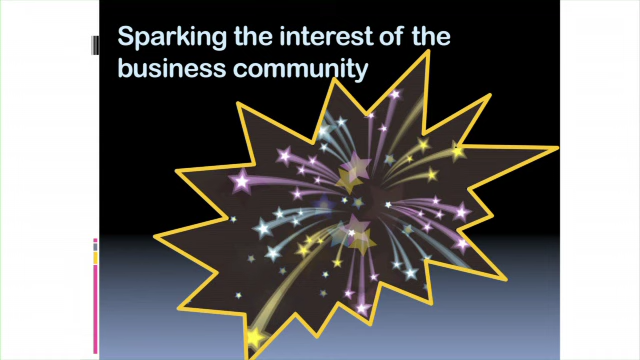 Sparking the interest of the
business community